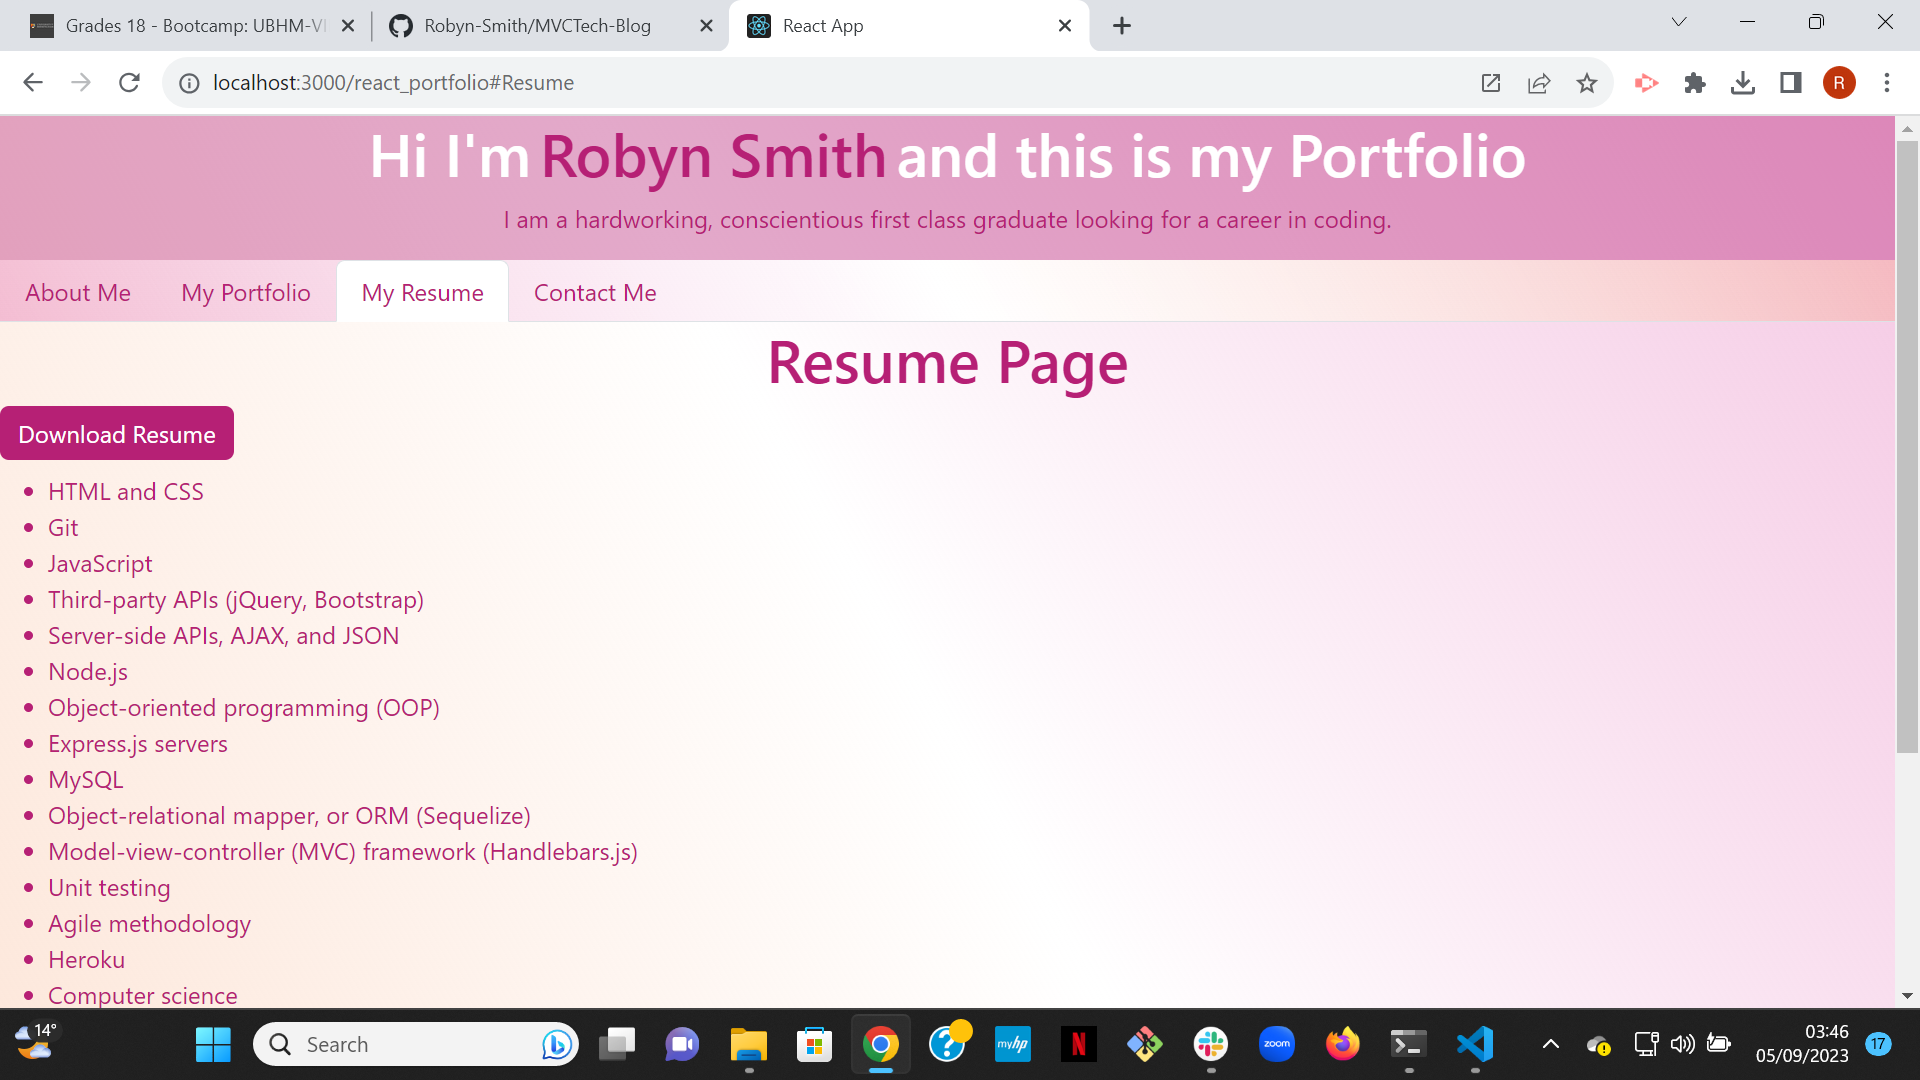 Grades 18 - Bootcamp: UBHM-VI
Robyn-Smith/MVCTech-Blog
React App
localhost:3000/react_portfolio#Resume
R
Hi I'm Robyn Smith and this is my Portfolio
I am a hardworking, conscientious first class graduate looking for a career in coding.
About Me
My Portfolio
My Resume
Contact Me
Resume Page
Download Resume
HTML and CSS
Git
JavaScript
Third-party APIs (jQuery, Bootstrap)
Server-side APIs, AJAX, and JSON
Node.js
Object-oriented programming (OOP)
Express.js servers
MySQL
Object-relational mapper, or ORM (Sequelize)
Model-view-controller (MVC) framework (Handlebars.js)
Unit testing
Agile methodology
Heroku
Computer science
14°
Search
myhp
N
zoom
03:46
05/09/2023
17